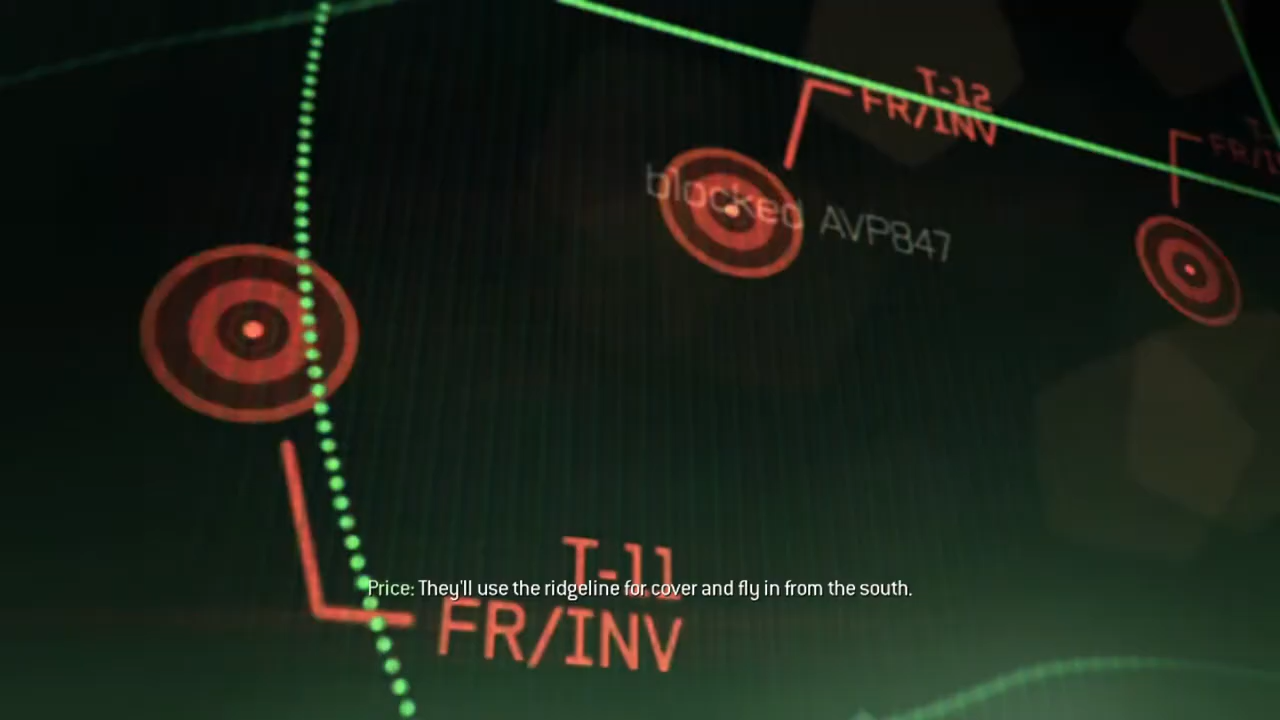 T-12
FR/INV
blocked AVP847
T-11
Price: They'll use the ridgeline for cover and fly in from the south.
FR/INV